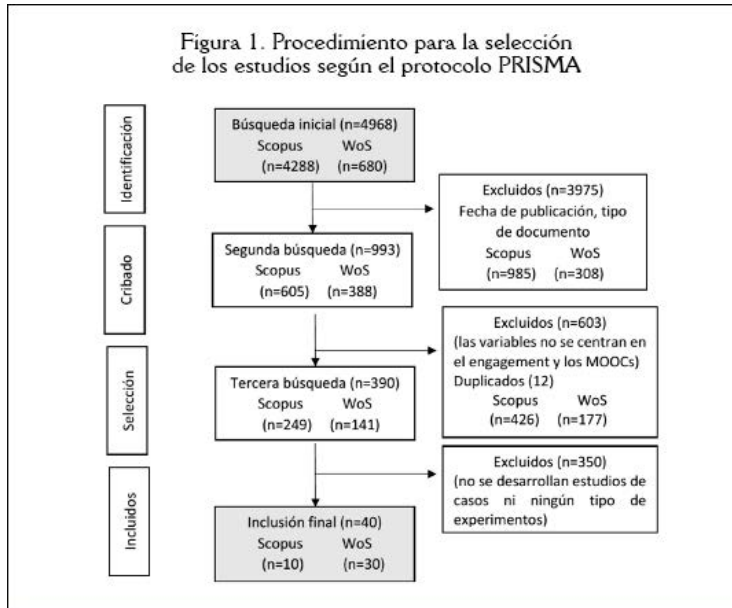 Figura 1. Procedimiento para la selección
de los estudios según el protocolo PRISMA
Identificación
Búsqueda inicial (n=4968)
Scopus WoS
(n=4288) (n=680)
Excluidos (n=3975)
Fecha de publicación, tipo
de documento
Scopus WoS
(n=985) (n=308)
Cribado
Segunda búsqueda (n=993)
Scopus WoS
(n=605) (n=388)
Excluidos (n=603)
(las variables no se centran en
el engagement y los MOOCs)
Duplicados (12)
Scopus WoS
(n=426) (n=177)
Selección
Tercera búsqueda (n=390)
Scopus WoS
(n=249) (n=141)
Excluidos (n=350)
(no se desarrollan estudios de
casos ni ningún tipo de
experimentos)
Incluidos
Inclusión final (n=40)
Scopus WoS
(n=10) (n=30)